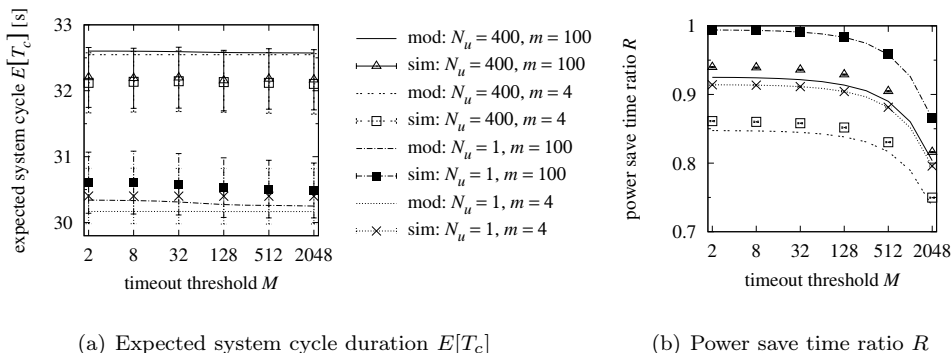 expected system cycle E[T_c] [s]
33
32
31
30
2 8 32 128 512 2048
timeout threshold M
mod: N_u = 400, m = 100
sim: N_u = 400, m = 100
mod: N_u = 400, m = 4
sim: N_u = 400, m = 4
mod: N_u = 1, m = 100
sim: N_u = 1, m = 100
mod: N_u = 1, m = 4
sim: N_u = 1, m = 4
power save time ratio R
1
0.9
0.8
0.7
2 8 32 128 512 2048
timeout threshold M
(a) Expected system cycle duration E[T_c]
(b) Power save time ratio R